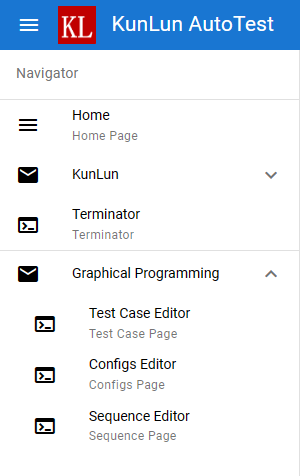 KL KunLun AutoTest
Navigator
Home
Home Page
KunLun
Terminator
Terminator
Graphical Programming
Test Case Editor
Test Case Page
Configs Editor
Configs Page
Sequence Editor
Sequence Page